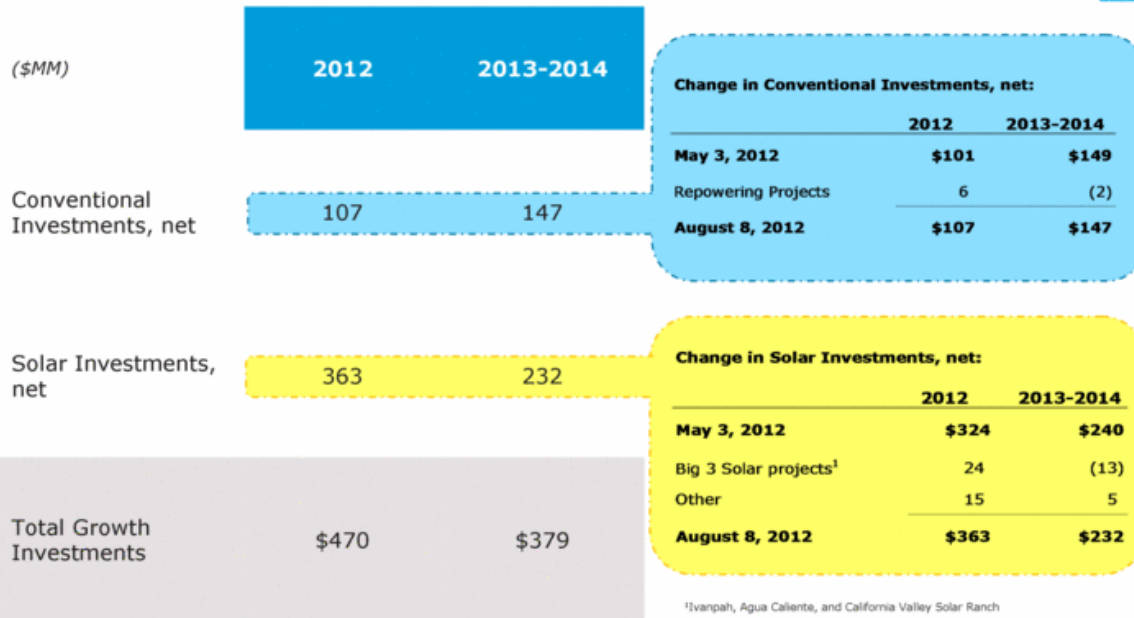 ($MM) 2012 2013-2014
Conventional
Investments, net
107 147
Solar Investments,
net
363 232
Total Growth
Investments
$470 $379
Change in Conventional Investments, net:
2012 2013-2014
May 3, 2012 $101 $149
Repowering Projects 6 (2)
August 8, 2012 $107 $147
Change in Solar Investments, net:
2012 2013-2014
May 3, 2012 $324 $240
Big 3 Solar projects¹ 24 (13)
Other 15 5
August 8, 2012 $363 $232
¹Ivanpah, Agua Caliente, and California Valley Solar Ranch